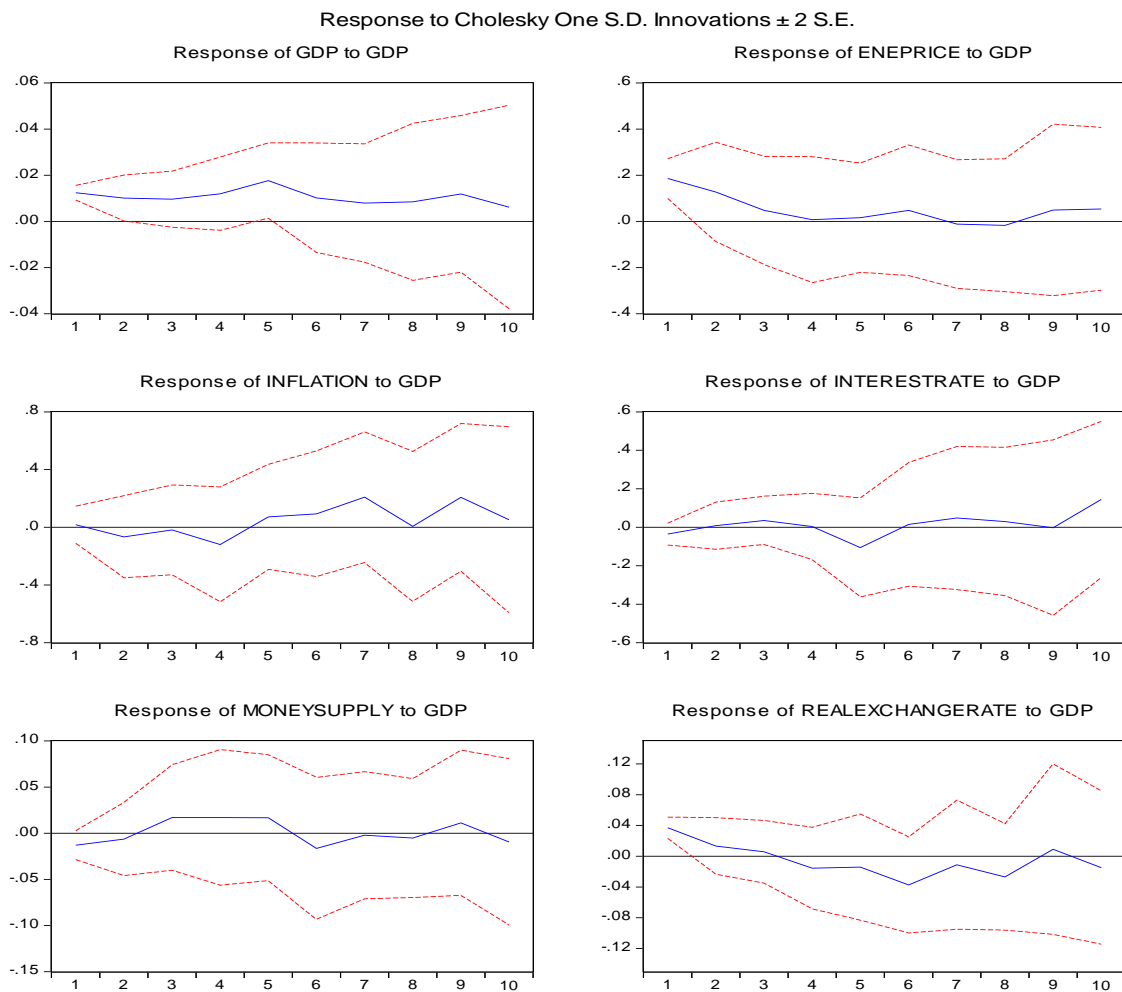 Response to Cholesky One S.D. Innovations ± 2 S.E.
Response of GDP to GDP
.06
.04
.02
.00
-.02
-.04
1 2 3 4 5 6 7 8 9 10
Response of ENEPRICE to GDP
.6
.4
.2
.0
-.2
-.4
1 2 3 4 5 6 7 8 9 10
Response of INFLATION to GDP
.8
.4
.0
-.4
-.8
1 2 3 4 5 6 7 8 9 10
Response of INTERESTRATE to GDP
.6
.4
.2
.0
-.2
-.4
-.6
1 2 3 4 5 6 7 8 9 10
Response of MONEYSUPPLY to GDP
.10
.05
.00
-.05
-.10
-.15
1 2 3 4 5 6 7 8 9 10
Response of REALEXCHANGERATE to GDP
.12
.08
.04
.00
-.04
-.08
-.12
1 2 3 4 5 6 7 8 9 10